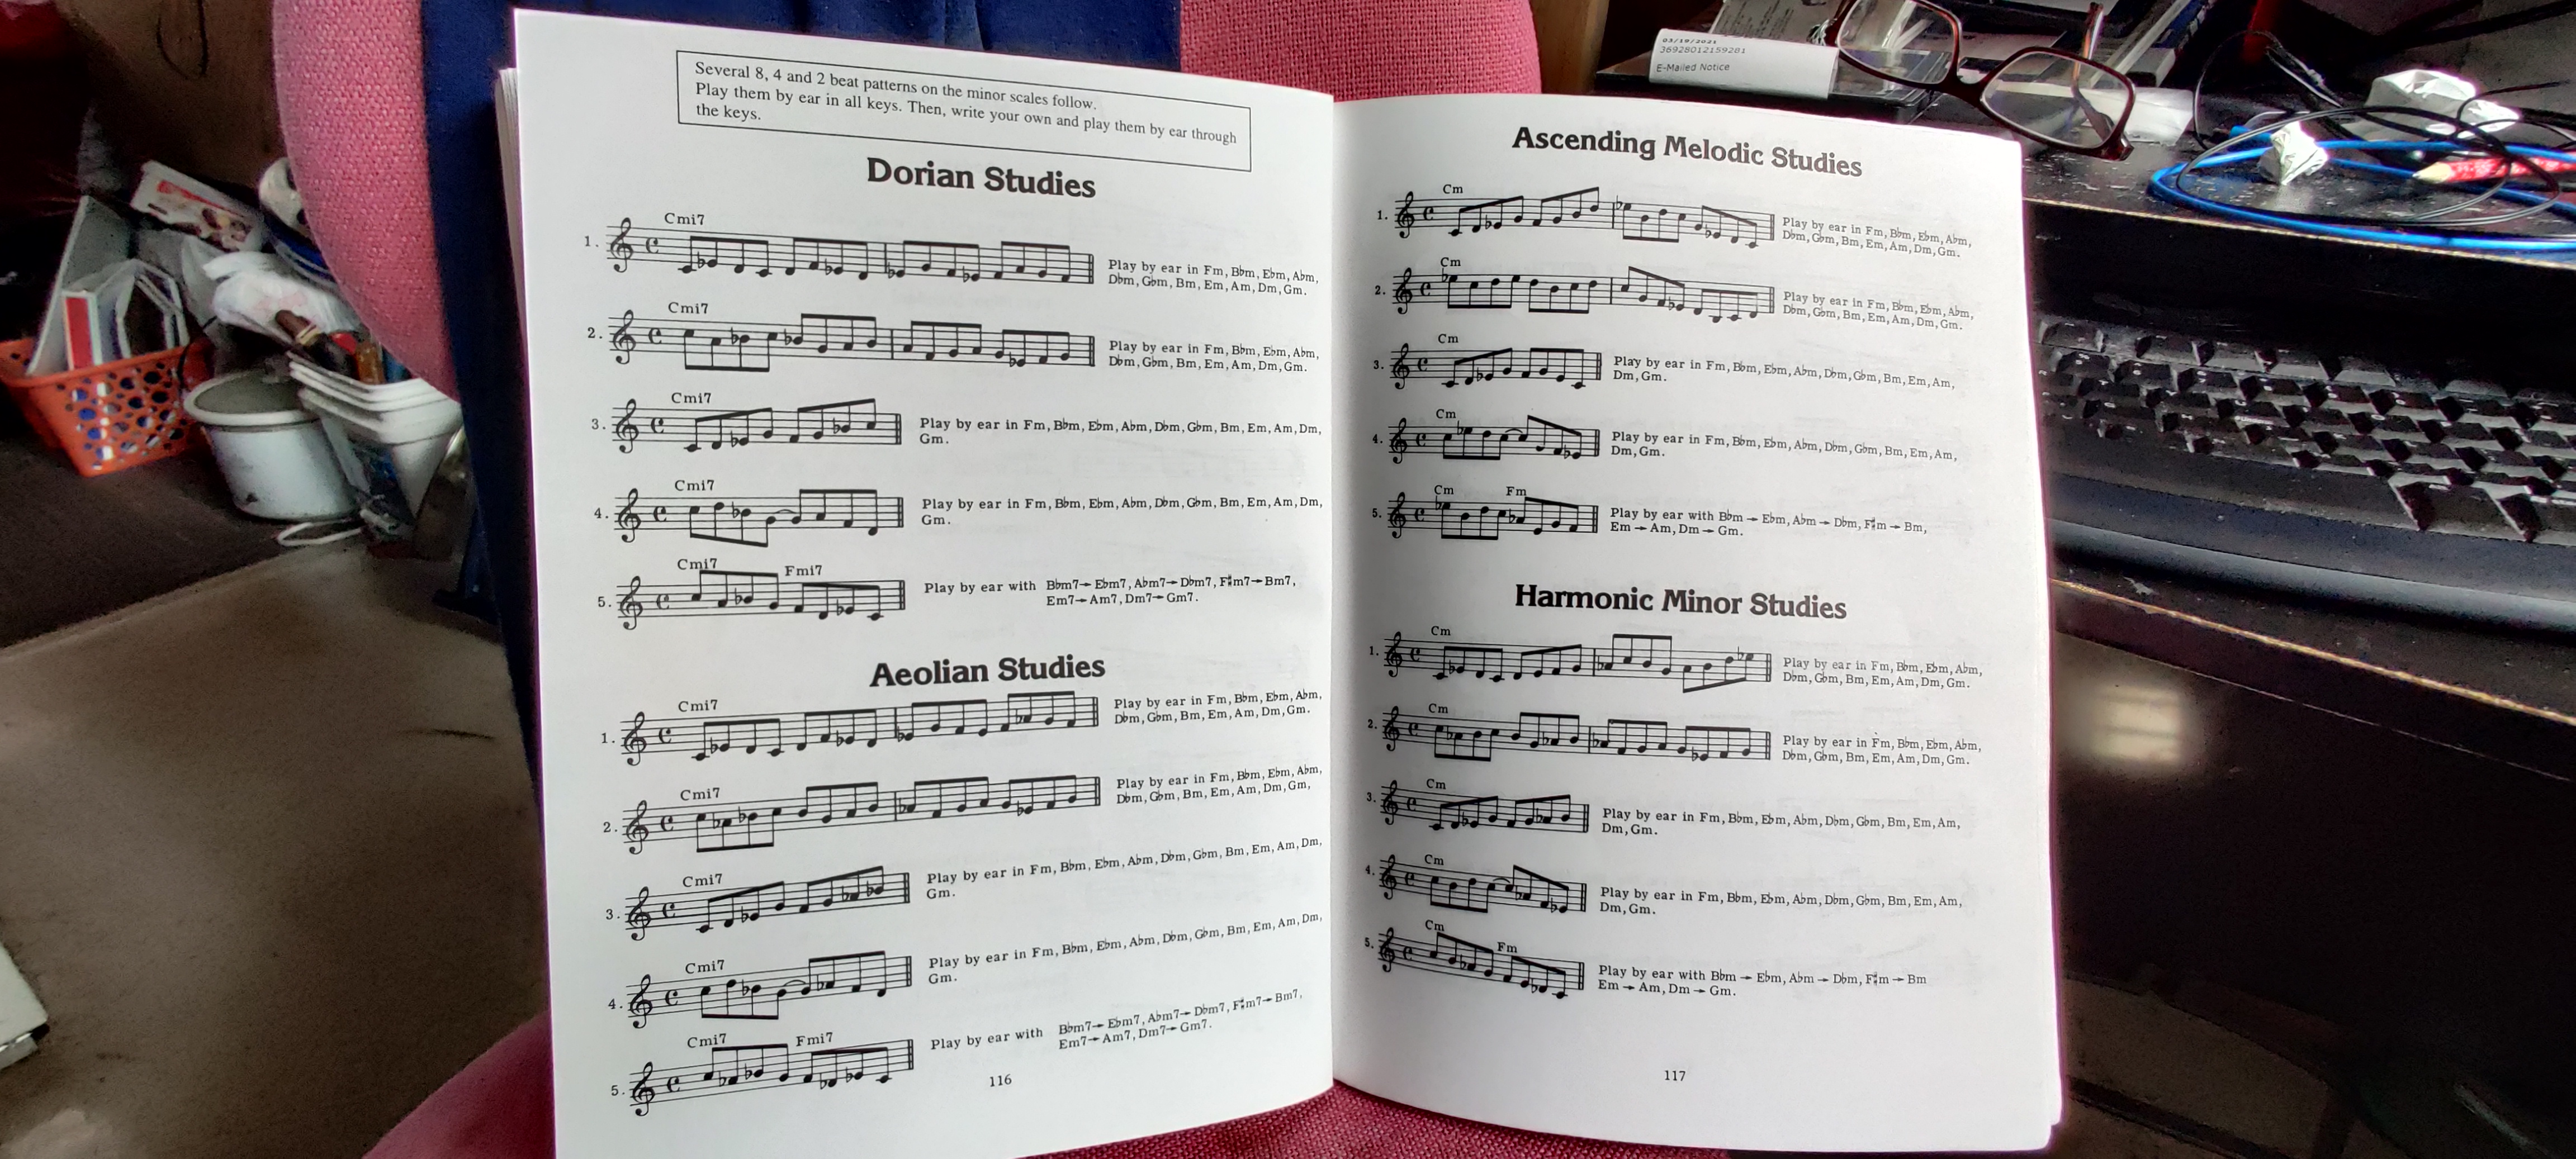 Several 8, 4 and 2 beat patterns on the minor scales follow.
Play them by ear in all keys. Then, write your own and play them by ear through
the keys.
Dorian Studies
Cmi7
1.
Play by ear in Fm, B♭m, E♭m, A♭m,
D♭m, G♭m, Bm, Em, Am, Dm, Gm.
Cmi7
2.
Play by ear in Fm, B♭m, E♭m, A♭m,
D♭m, G♭m, Bm, Em, Am, Dm, Gm.
Cmi7
3.
Play by ear in Fm, B♭m, E♭m, A♭m, D♭m, G♭m, Bm, Em, Am, Dm,
Gm.
Cmi7
4.
Play by ear in Fm, B♭m, E♭m, A♭m, D♭m, G♭m, Bm, Em, Am, Dm,
Gm.
Cmi7 Fmi7
5.
Play by ear with B♭m7→ E♭m7, A♭m7→ D♭m7, F♯m7→ Bm7,
Em7→ Am7, Dm7→ Gm7.
Aeolian Studies
Cmi7
1.
Play by ear in Fm, B♭m, E♭m, A♭m,
D♭m, G♭m, Bm, Em, Am, Dm, Gm.
Cmi7
2.
Play by ear in Fm, B♭m, E♭m, A♭m,
D♭m, G♭m, Bm, Em, Am, Dm, Gm,
Cmi7
3.
Play by ear in Fm, B♭m, E♭m, A♭m, D♭m, G♭m, Bm, Em, Am, Dm,
Gm.
Cmi7
4.
Play by ear in Fm, B♭m, E♭m, A♭m, D♭m, G♭m, Bm, Em, Am, Dm,
Gm.
Cmi7 Fmi7
5.
Play by ear with B♭m7→ E♭m7, A♭m7→ D♭m7, F♯m7→ Bm7,
Em7→ Am7, Dm7→ Gm7.
116
Ascending Melodic Studies
Cm
1.
Play by ear in Fm, B♭m, E♭m, A♭m,
D♭m, G♭m, Bm, Em, Am, Dm, Gm.
Cm
2.
Play by ear in Fm, B♭m, E♭m, A♭m,
D♭m, G♭m, Bm, Em, Am, Dm, Gm.
Cm
3.
Play by ear in Fm, B♭m, E♭m, A♭m, D♭m, G♭m, Bm, Em, Am,
Dm, Gm.
Cm
4.
Play by ear in Fm, B♭m, E♭m, A♭m, D♭m, G♭m, Bm, Em, Am,
Dm, Gm.
Cm Fm
5.
Play by ear with B♭m → E♭m, A♭m → D♭m, F♯m → Bm,
Em → Am, Dm → Gm.
Harmonic Minor Studies
Cm
1.
Play by ear in Fm, B♭m, E♭m, A♭m,
D♭m, G♭m, Bm, Em, Am, Dm, Gm.
Cm
2.
Play by ear in Fm, B♭m, E♭m, A♭m,
D♭m, G♭m, Bm, Em, Am, Dm, Gm.
Cm
3.
Play by ear in Fm, B♭m, E♭m, A♭m, D♭m, G♭m, Bm, Em, Am,
Dm, Gm.
Cm
4.
Play by ear in Fm, B♭m, E♭m, A♭m, D♭m, G♭m, Bm, Em, Am,
Dm, Gm.
Cm Fm
5.
Play by ear with B♭m → E♭m, A♭m → D♭m, F♯m → Bm
Em → Am, Dm → Gm.
117
03/19/2021
36928012159281
E-Mailed Notice